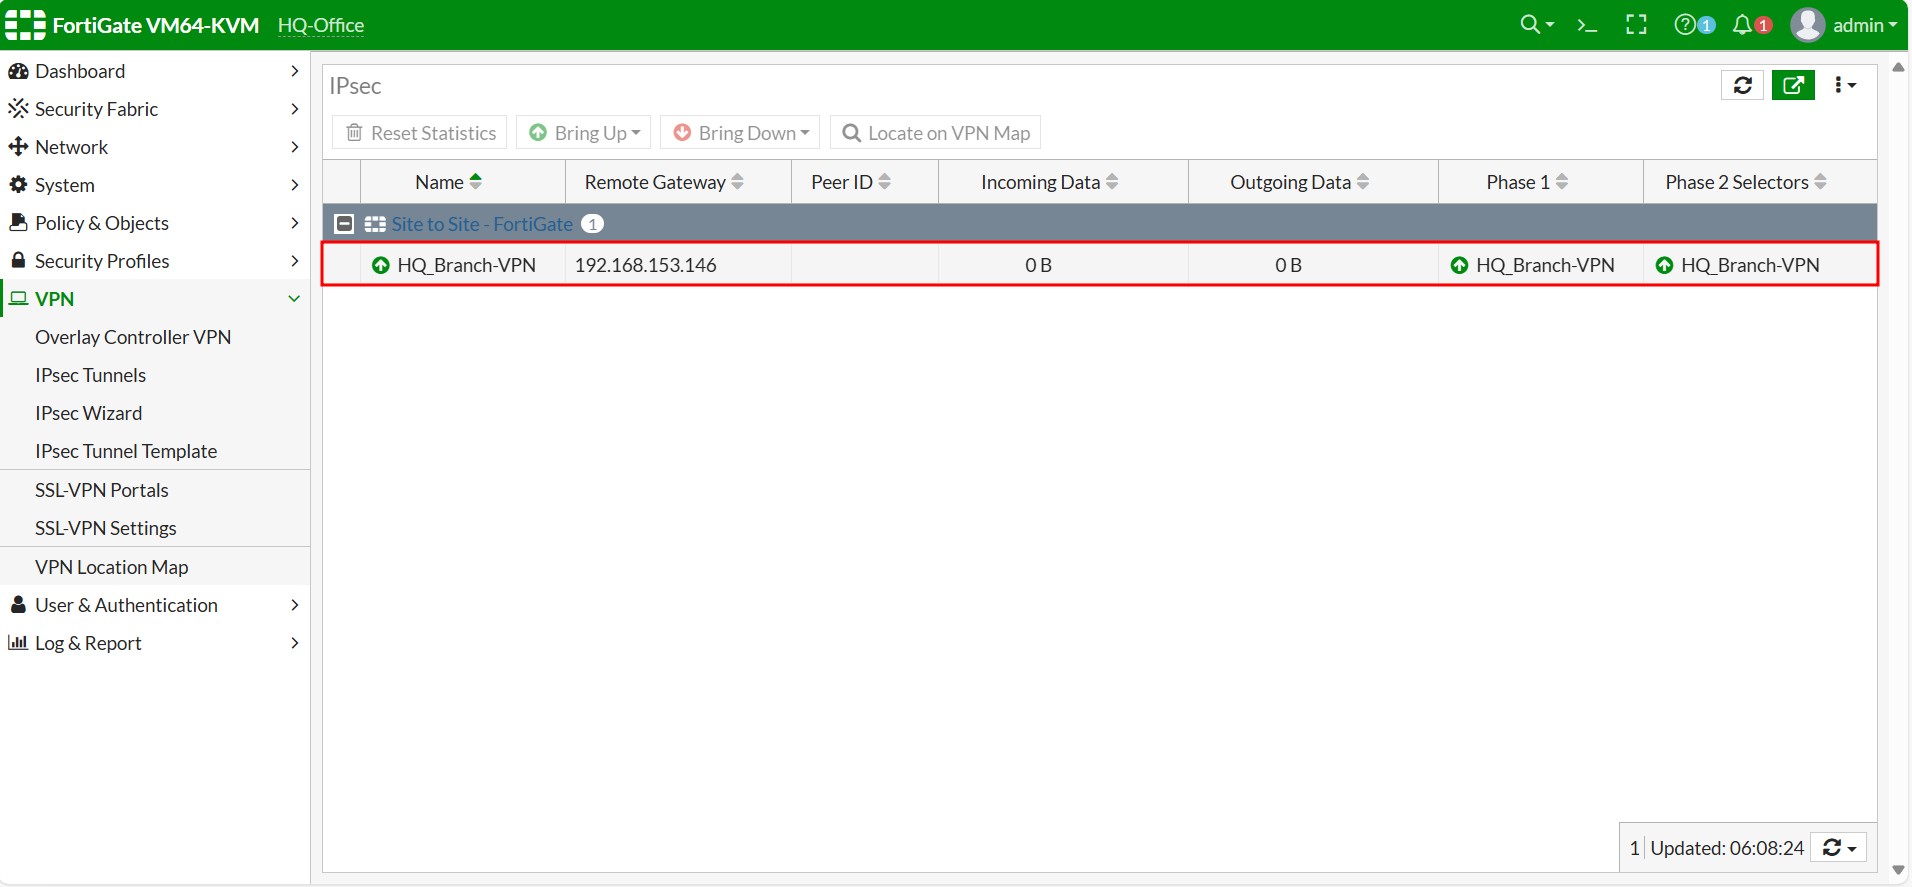 FortiGate VM64-KVM HQ-Office 1 1 admin
Dashboard
Security Fabric
Network
System
Policy & Objects
Security Profiles
VPN
Overlay Controller VPN
IPsec Tunnels
IPsec Wizard
IPsec Tunnel Template
SSL-VPN Portals
SSL-VPN Settings
VPN Location Map
User & Authentication
Log & Report
IPsec
Reset Statistics Bring Up Bring Down Locate on VPN Map
Name Remote Gateway Peer ID Incoming Data Outgoing Data Phase 1 Phase 2 Selectors
Site to Site - FortiGate 1
HQ_Branch-VPN 192.168.153.146 0 B 0 B HQ_Branch-VPN HQ_Branch-VPN
1 Updated: 06:08:24